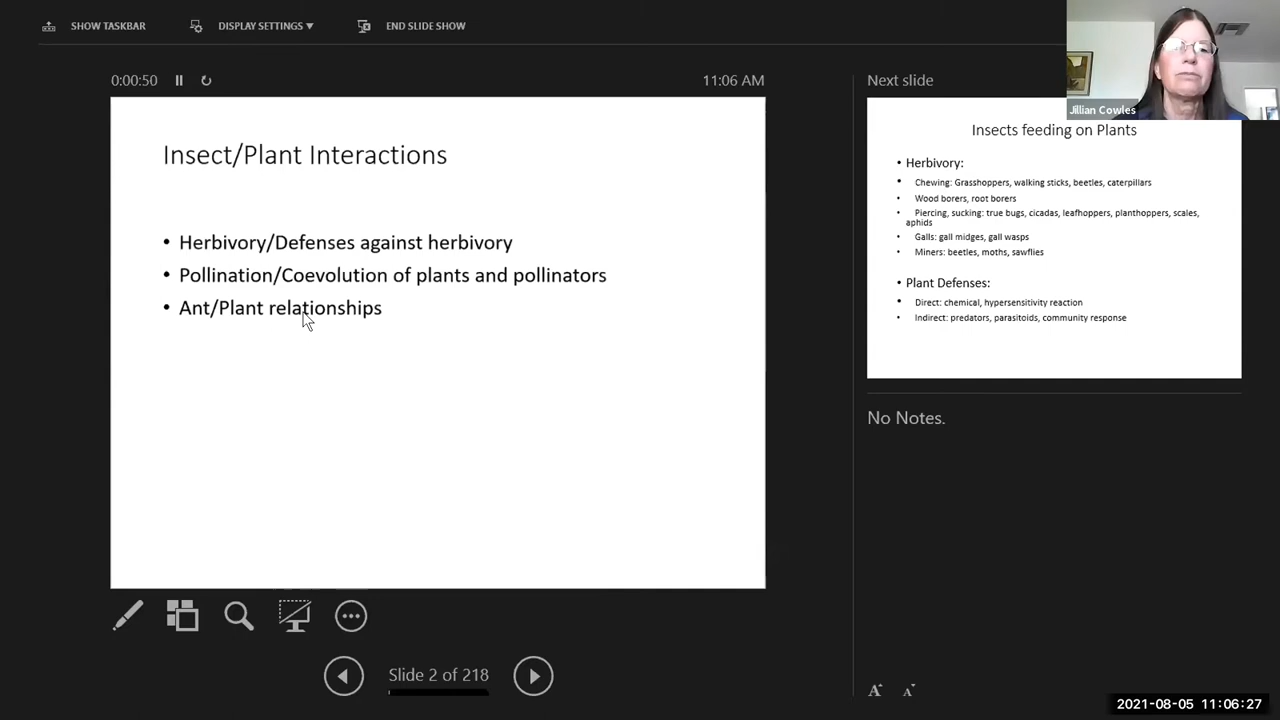 SHOW TASKBAR
DISPLAY SETTINGS ▼
END SLIDE SHOW
0:00:50
11:06 AM
Insect/Plant Interactions
• Herbivory/Defenses against herbivory
• Pollination/Coevolution of plants and pollinators
• Ant/Plant relationships
Slide 2 of 218
Next slide
Jillian Cowles
Insects feeding on Plants
• Herbivory:
• Chewing: Grasshoppers, walking sticks, beetles, caterpillars
• Wood borers, root borers
• Piercing, sucking: true bugs, cicadas, leafhoppers, planthoppers, scales,
aphids
• Galls: gall midges, gall wasps
• Miners: beetles, moths, sawflies
• Plant Defenses:
• Direct: chemical, hypersensitivity reaction
• Indirect: predators, parasitoids, community response
No Notes.
A A
2021-08-05 11:06:27